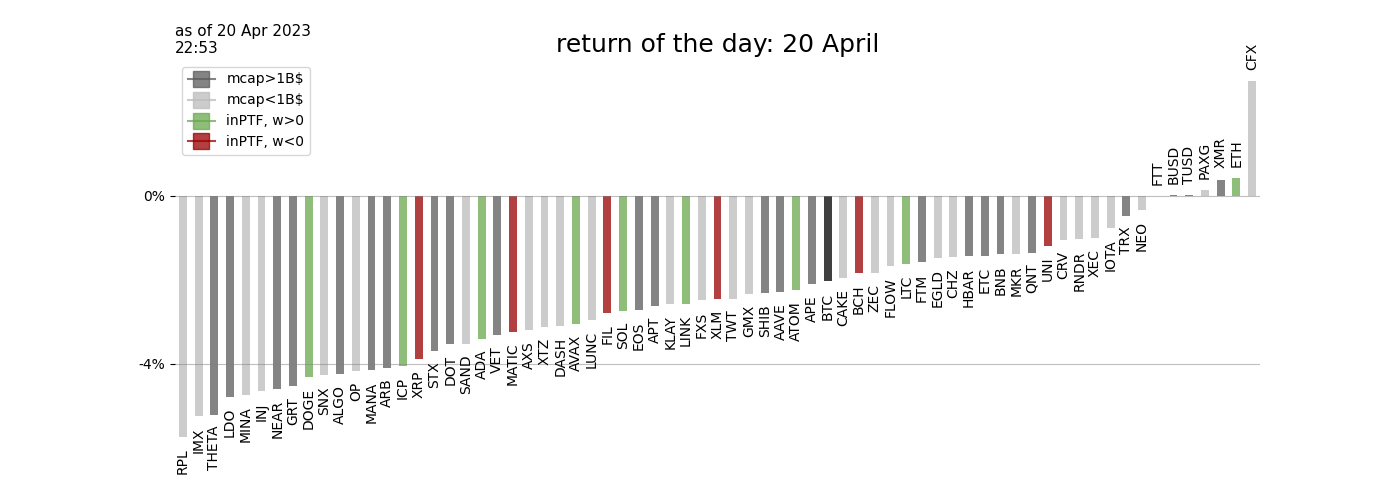 as of 20 Apr 2023
22:53
return of the day: 20 April
mcap>1B$
mcap<1B$
inPTF, w>0
inPTF, w<0
0%
-4%
RPL
IMX
THETA
LDO
MINA
INJ
NEAR
GRT
DOGE
SNX
ALGO
OP
MANA
ARB
ICP
XRP
STX
DOT
SAND
ADA
VET
MATIC
AXS
XTZ
DASH
AVAX
LUNC
FIL
SOL
EOS
APT
KLAY
LINK
FXS
XLM
TWT
GMX
SHIB
AAVE
ATOM
APE
BTC
CAKE
BCH
ZEC
FLOW
LTC
FTM
EGLD
CHZ
HBAR
ETC
BNB
MKR
QNT
UNI
CRV
RNDR
XEC
IOTA
TRX
NEO
FTT
BUSD
TUSD
PAXG
XMR
ETH
CFX